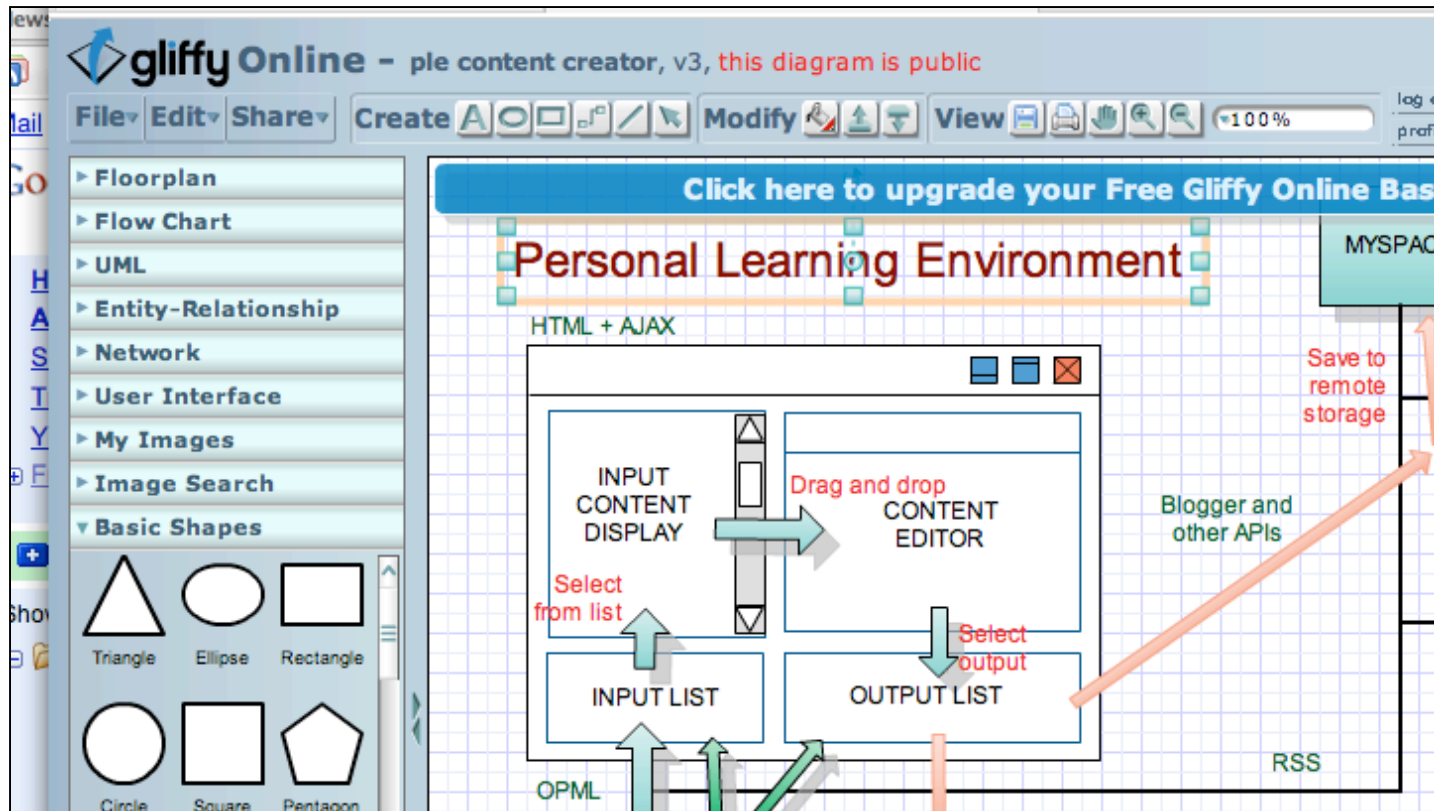 gliffy Online - ple content creator, v3, this diagram is public
File Edit Share Create A Modify View 100%
Mail
Floorplan
Flow Chart
UML
Entity-Relationship
Network
User Interface
My Images
Image Search
Basic Shapes
Triangle Ellipse Rectangle
Circle Square Pentagon
Click here to upgrade your Free Gliffy Online
Personal Learning Environment
HTML + AJAX
INPUT
CONTENT
DISPLAY
Drag and drop
CONTENT
EDITOR
Select
from list
Select
output
INPUT LIST
OUTPUT LIST
OPML
Save to
remote
storage
Blogger and
other APIs
RSS